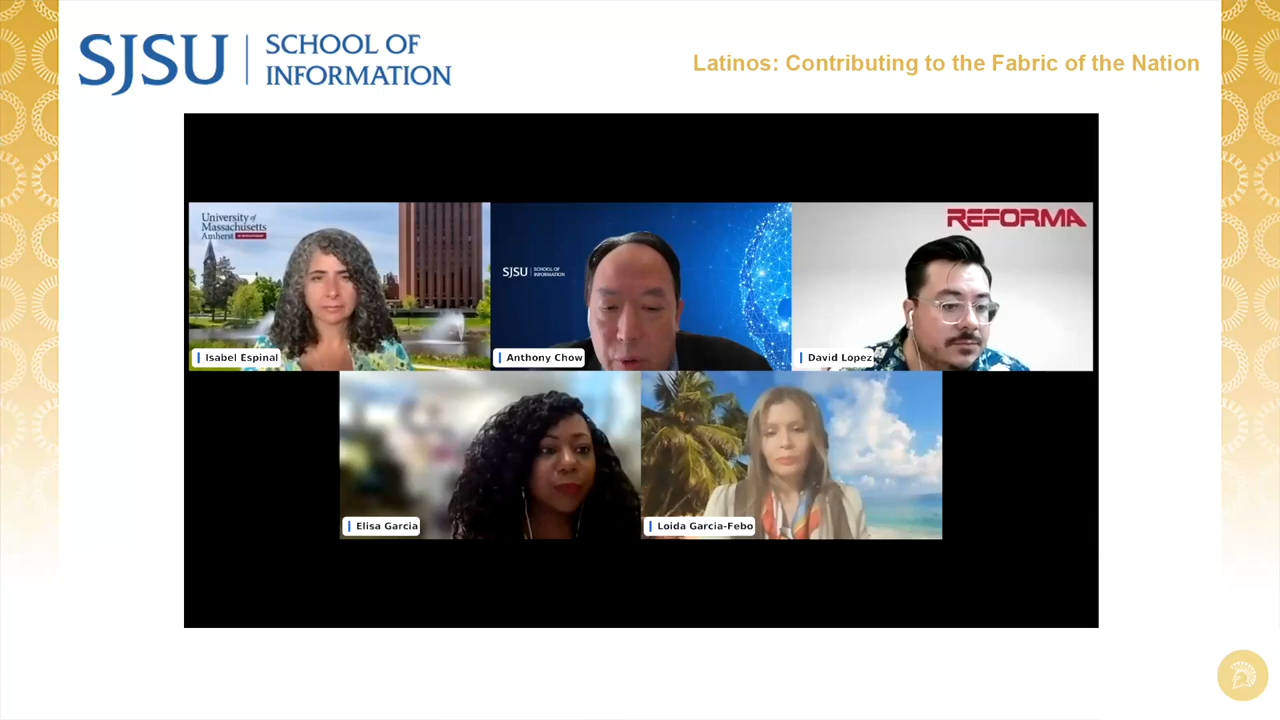 SJSU
SCHOOL OF
INFORMATION
Latinos: Contributing to the Fabric of the Nation
University of
Massachusetts
Amherst
SJSU
SCHOOL OF
INFORMATION
REFORMA
Isabel Espinal
Anthony Chow
David Lopez
Elisa Garcia
Loida Garcia-Febo